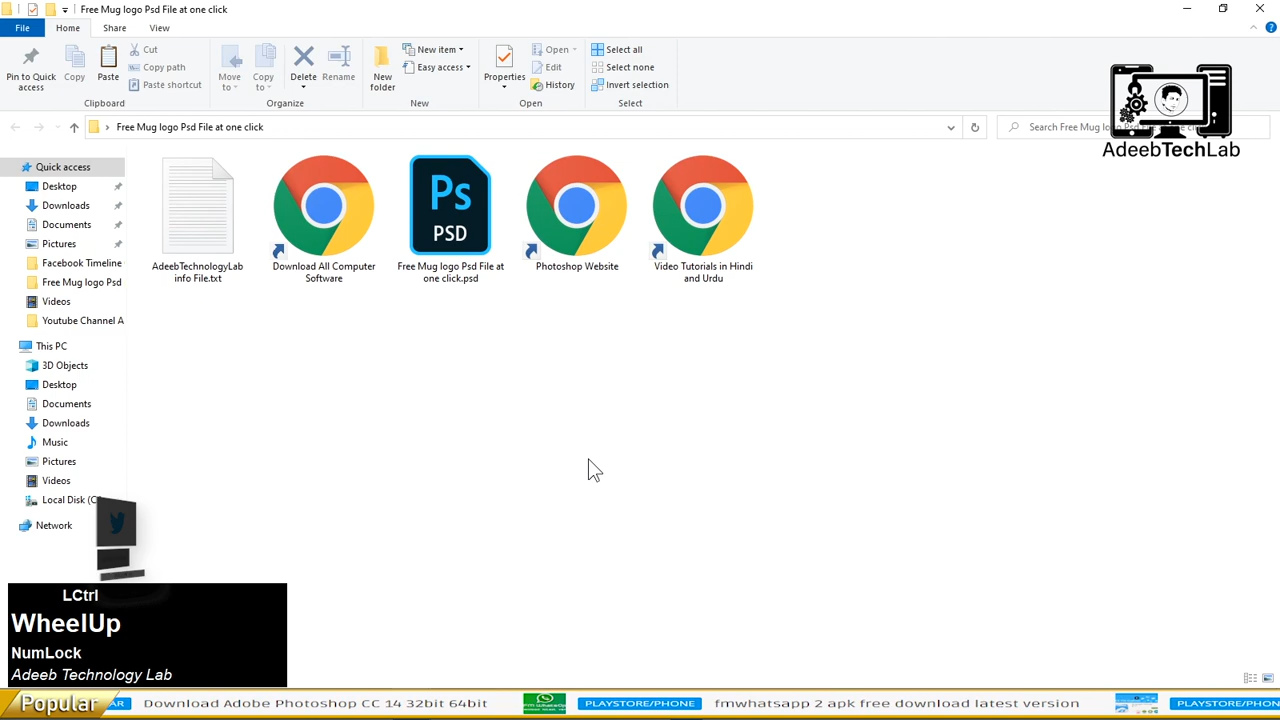 Free Mug logo Psd File at one click
File Home Share View
Pin to Quick access
Copy
Paste
Cut
Copy path
Paste shortcut
Clipboard
Move to
Copy to
Delete
Rename
Organize
New folder
New item
Easy access
New
Properties
Open
Edit
History
Open
Select all
Select none
Invert selection
Select
AdeebTechLab
Free Mug logo Psd File at one click
Search Free Mug
Quick access
Desktop
Downloads
Documents
Pictures
Facebook Timeline
Free Mug logo Psd
Videos
Youtube Channel A
This PC
3D Objects
Desktop
Documents
Downloads
Music
Pictures
Videos
Local Disk (C
Network
AdeebTechnologyLab
info File.txt
Download All Computer
Software
Ps
PSD
Free Mug logo Psd File at
one click.psd
Photoshop Website
Video Tutorials in Hindi
and Urdu
LCtrl
WheelUp
NumLock
Adeeb Technology Lab
Popular
AR Download Adobe Photoshop CC 14 32bit 64bit PLAYSTORE/PHONE fmwhatsapp 2 apk free download latest version PLAYSTORE/PHON